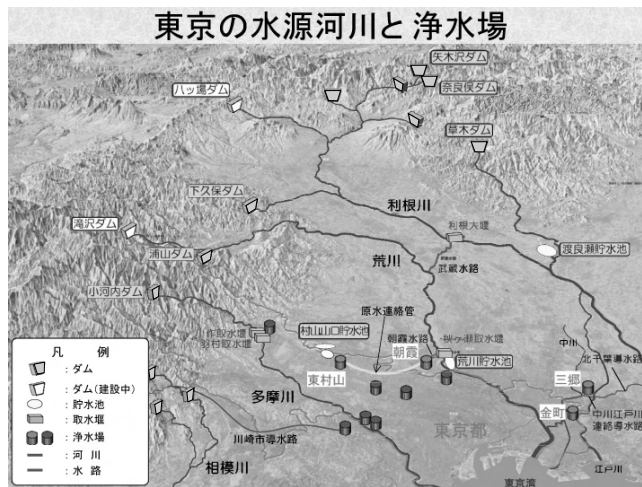 東京の水源河川と浄水場
矢木沢ダム
八ッ場ダム
奈良俣ダム
草木ダム
下久保ダム
利根川
滝沢ダム
利根大堰
浦山ダム
荒川
武蔵水路
渡良瀬貯水池
小河内ダム
原水連絡管
小作取水堰
羽村取水堰
村山山口貯水池
朝霞水路
朝霞
秋ヶ瀬取水堰
荒川貯水池
中川
北千葉導水路
東村山
三郷
多摩川
金町
中川江戸川
連絡導水路
東京都
川崎市導水路
相模川
江戸川
東京湾
凡 例
:ダム
:ダム(建設中)
:貯水池
:取水堰
:浄水場
:河 川
:水 路